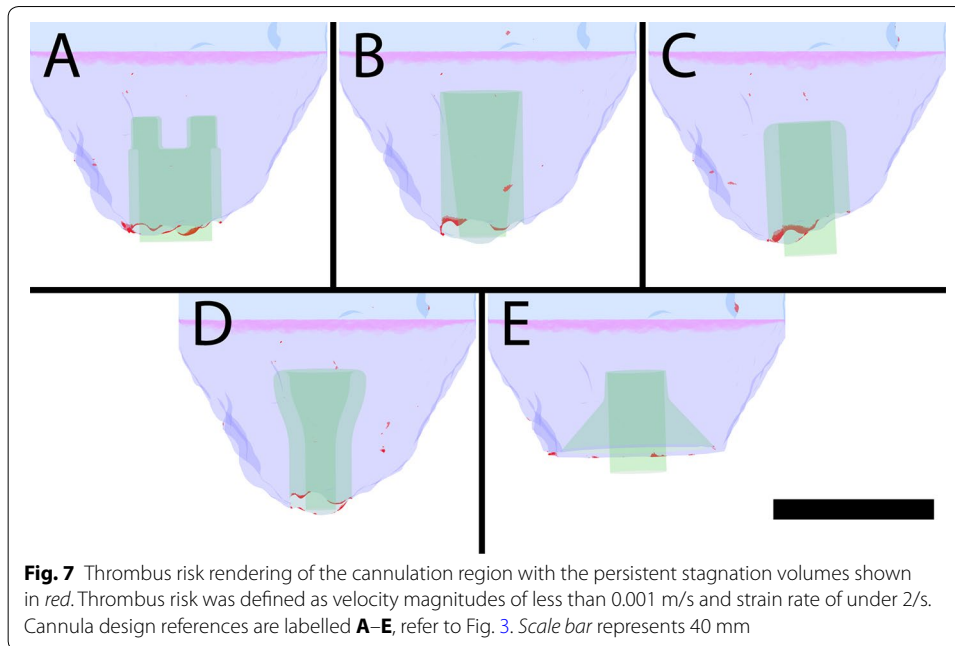 A
B
C
D
E
Fig. 7 Thrombus risk rendering of the cannulation region with the persistent stagnation volumes shown
in red. Thrombus risk was defined as velocity magnitudes of less than 0.001 m/s and strain rate of under 2/s.
Cannula design references are labelled A–E, refer to Fig. 3. Scale bar represents 40 mm